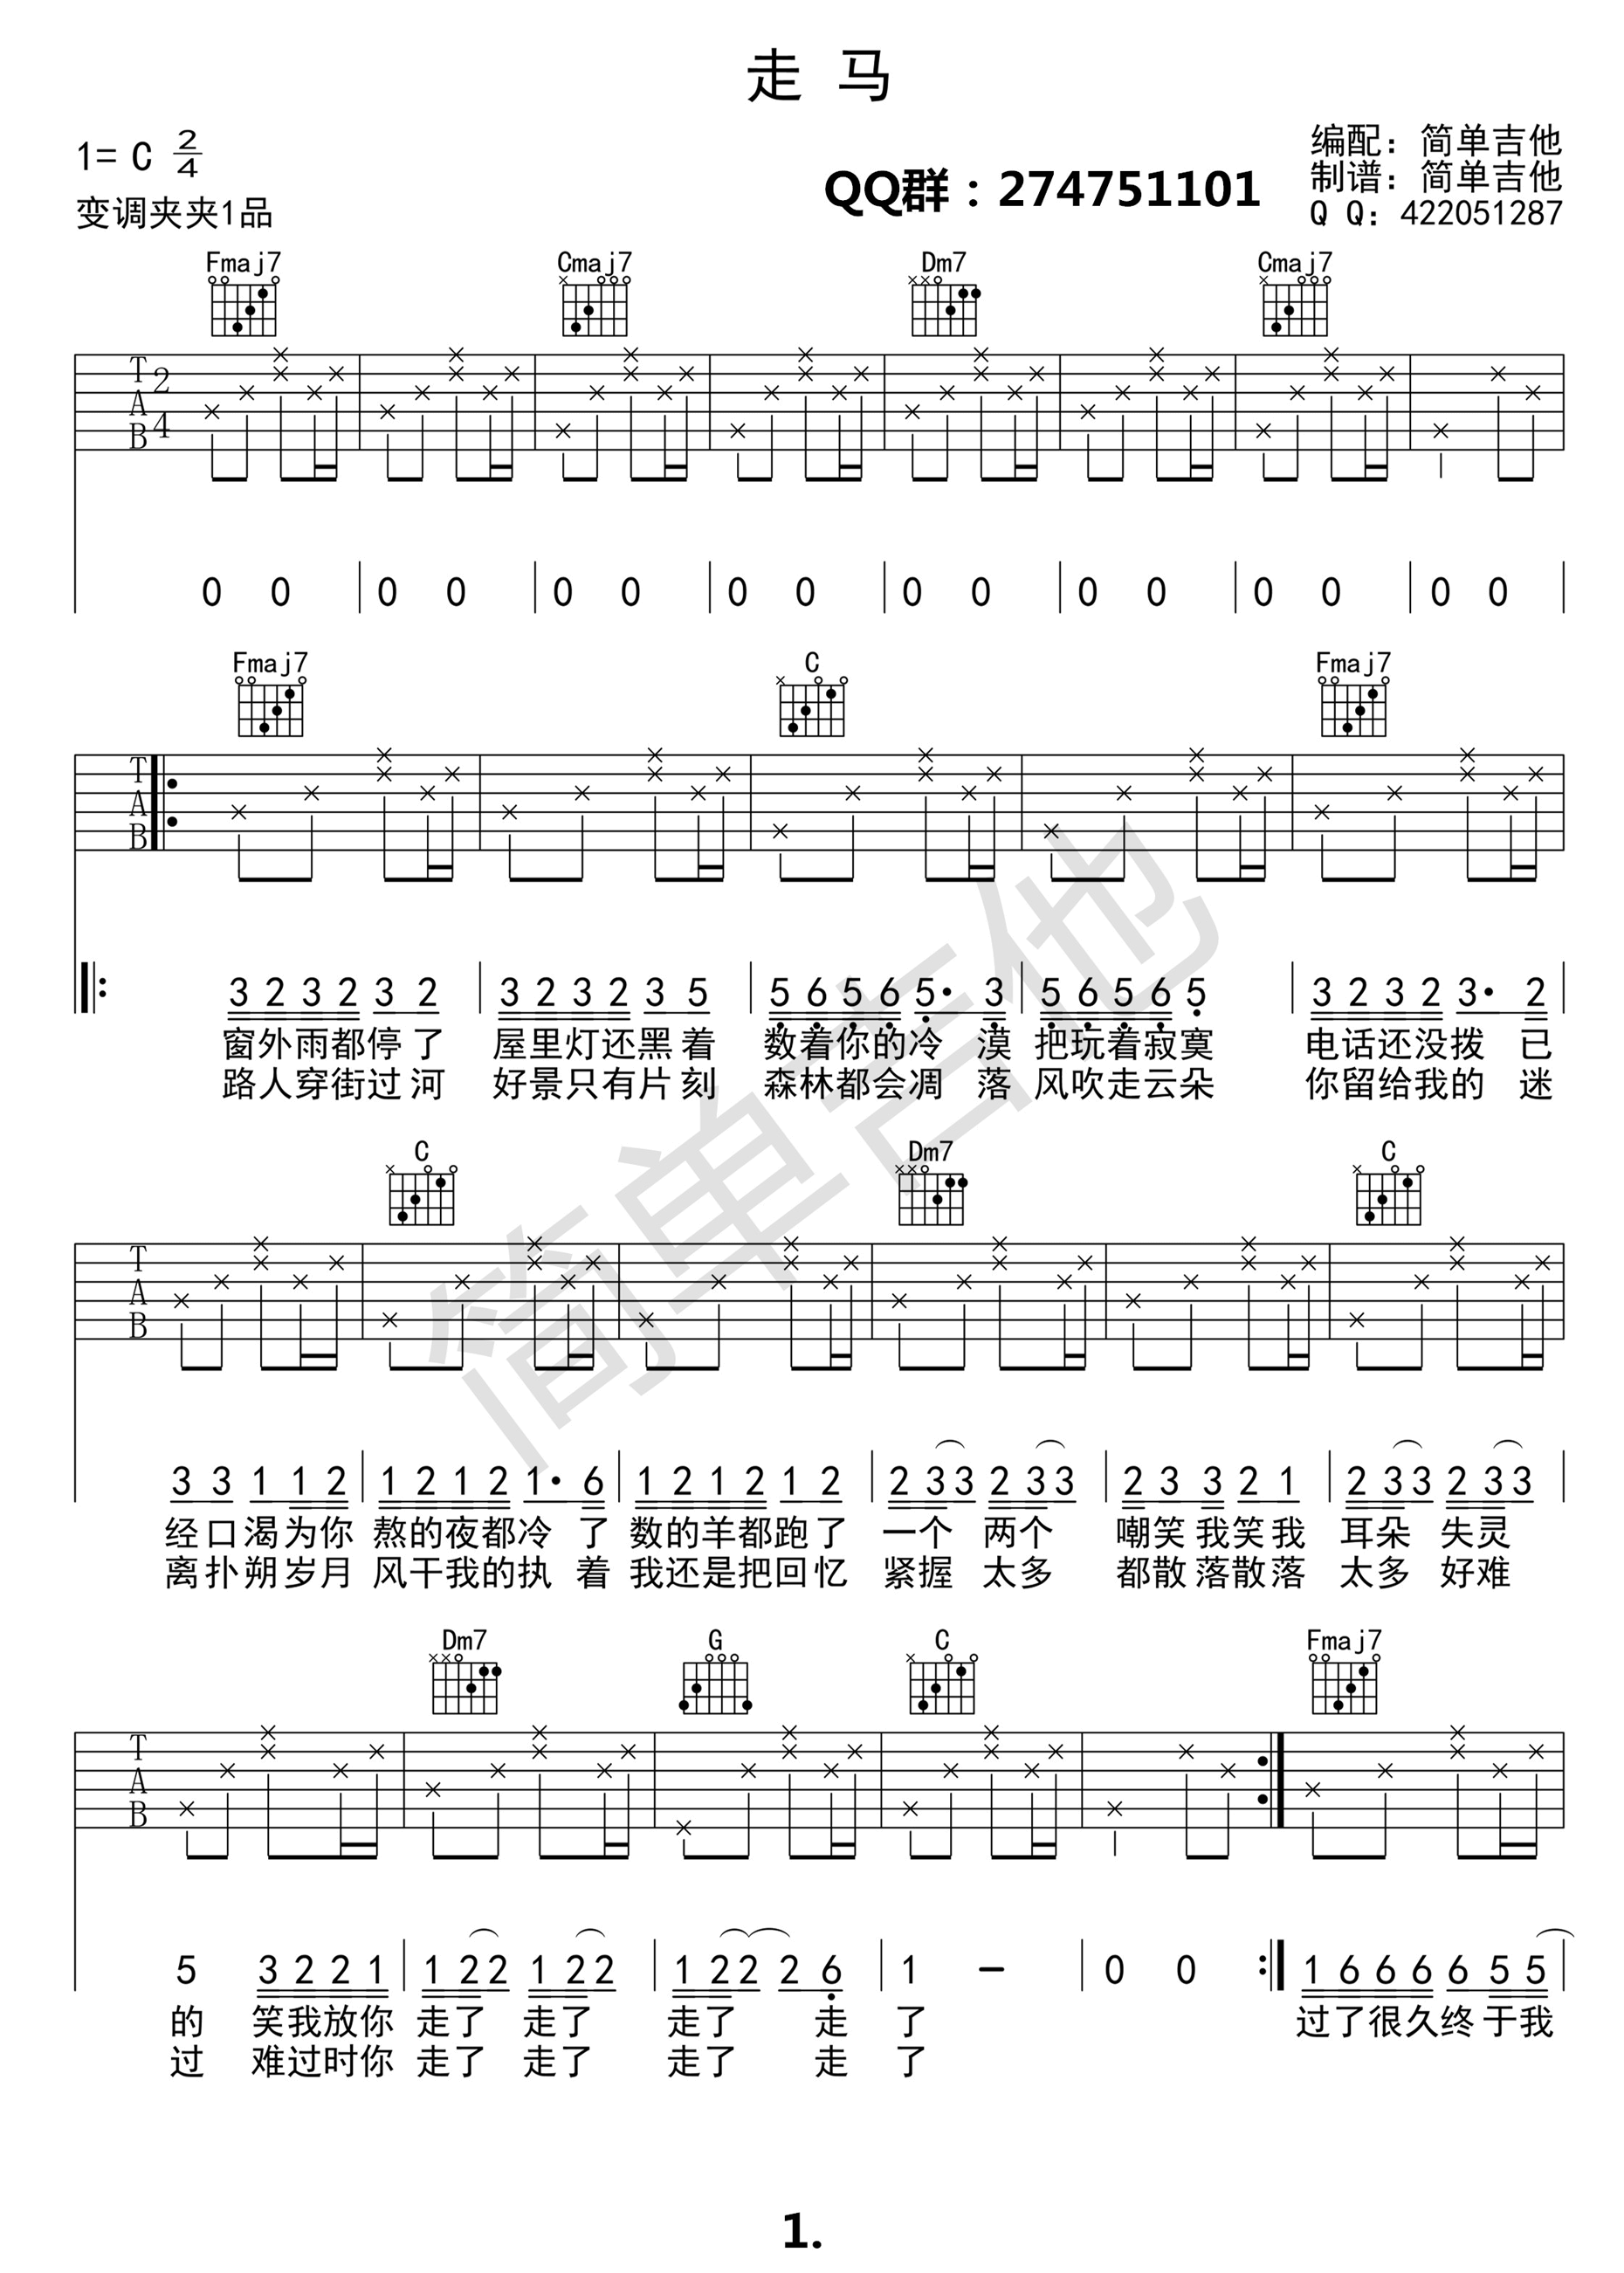 走 马
1= C 2/4
变调夹夹1品
QQ群：274751101
编配：简单吉他
制谱：简单吉他
Q Q：422051287
Fmaj7 Cmaj7 Dm7 Cmaj7
T A B 2 4
0 0 | 0 0 | 0 0 | 0 0 | 0 0 | 0 0 | 0 0 | 0 0
Fmaj7 C Fmaj7
T A B
3 2 3 2 3 2 | 3 2 3 2 3 5 | 5 6 5 6 5· 3 | 5 6 5 6 5 | 3 2 3 2 3· 2
窗外雨都停了 屋里灯还黑着 数着你的冷 漠 把玩着寂寞 电话还没拨 已
路人穿街过河 好景只有片刻 森林都会凋 落 风吹走云朵 你留给我的 迷
C Dm7 C
T A B
3 3 1 1 2 | 1 2 1 2 1· 6 | 1 2 1 2 1 2 | 2 3 3 2 3 3 | 2 3 3 2 1 | 2 3 3 2 3 3
经口渴为你 熬的夜都冷 了 数的羊都跑了 一个 两个 嘲笑我笑我 耳朵 失灵
离扑朔岁月 风干我的执 着 我还是把回忆 紧握 太多 都散落散落 太多 好难
Dm7 G C Fmaj7
T A B
5 3 2 2 1 | 1 2 2 1 2 2 | 1 2 2 2 6 | 1 - | 0 0 :| 1 6 6 6 6 5 5
的 笑我放你 走了 走了 走了 走 了 过了很久终于我
过 难过时你 走了 走了 走了 走 了
简单吉他
1.